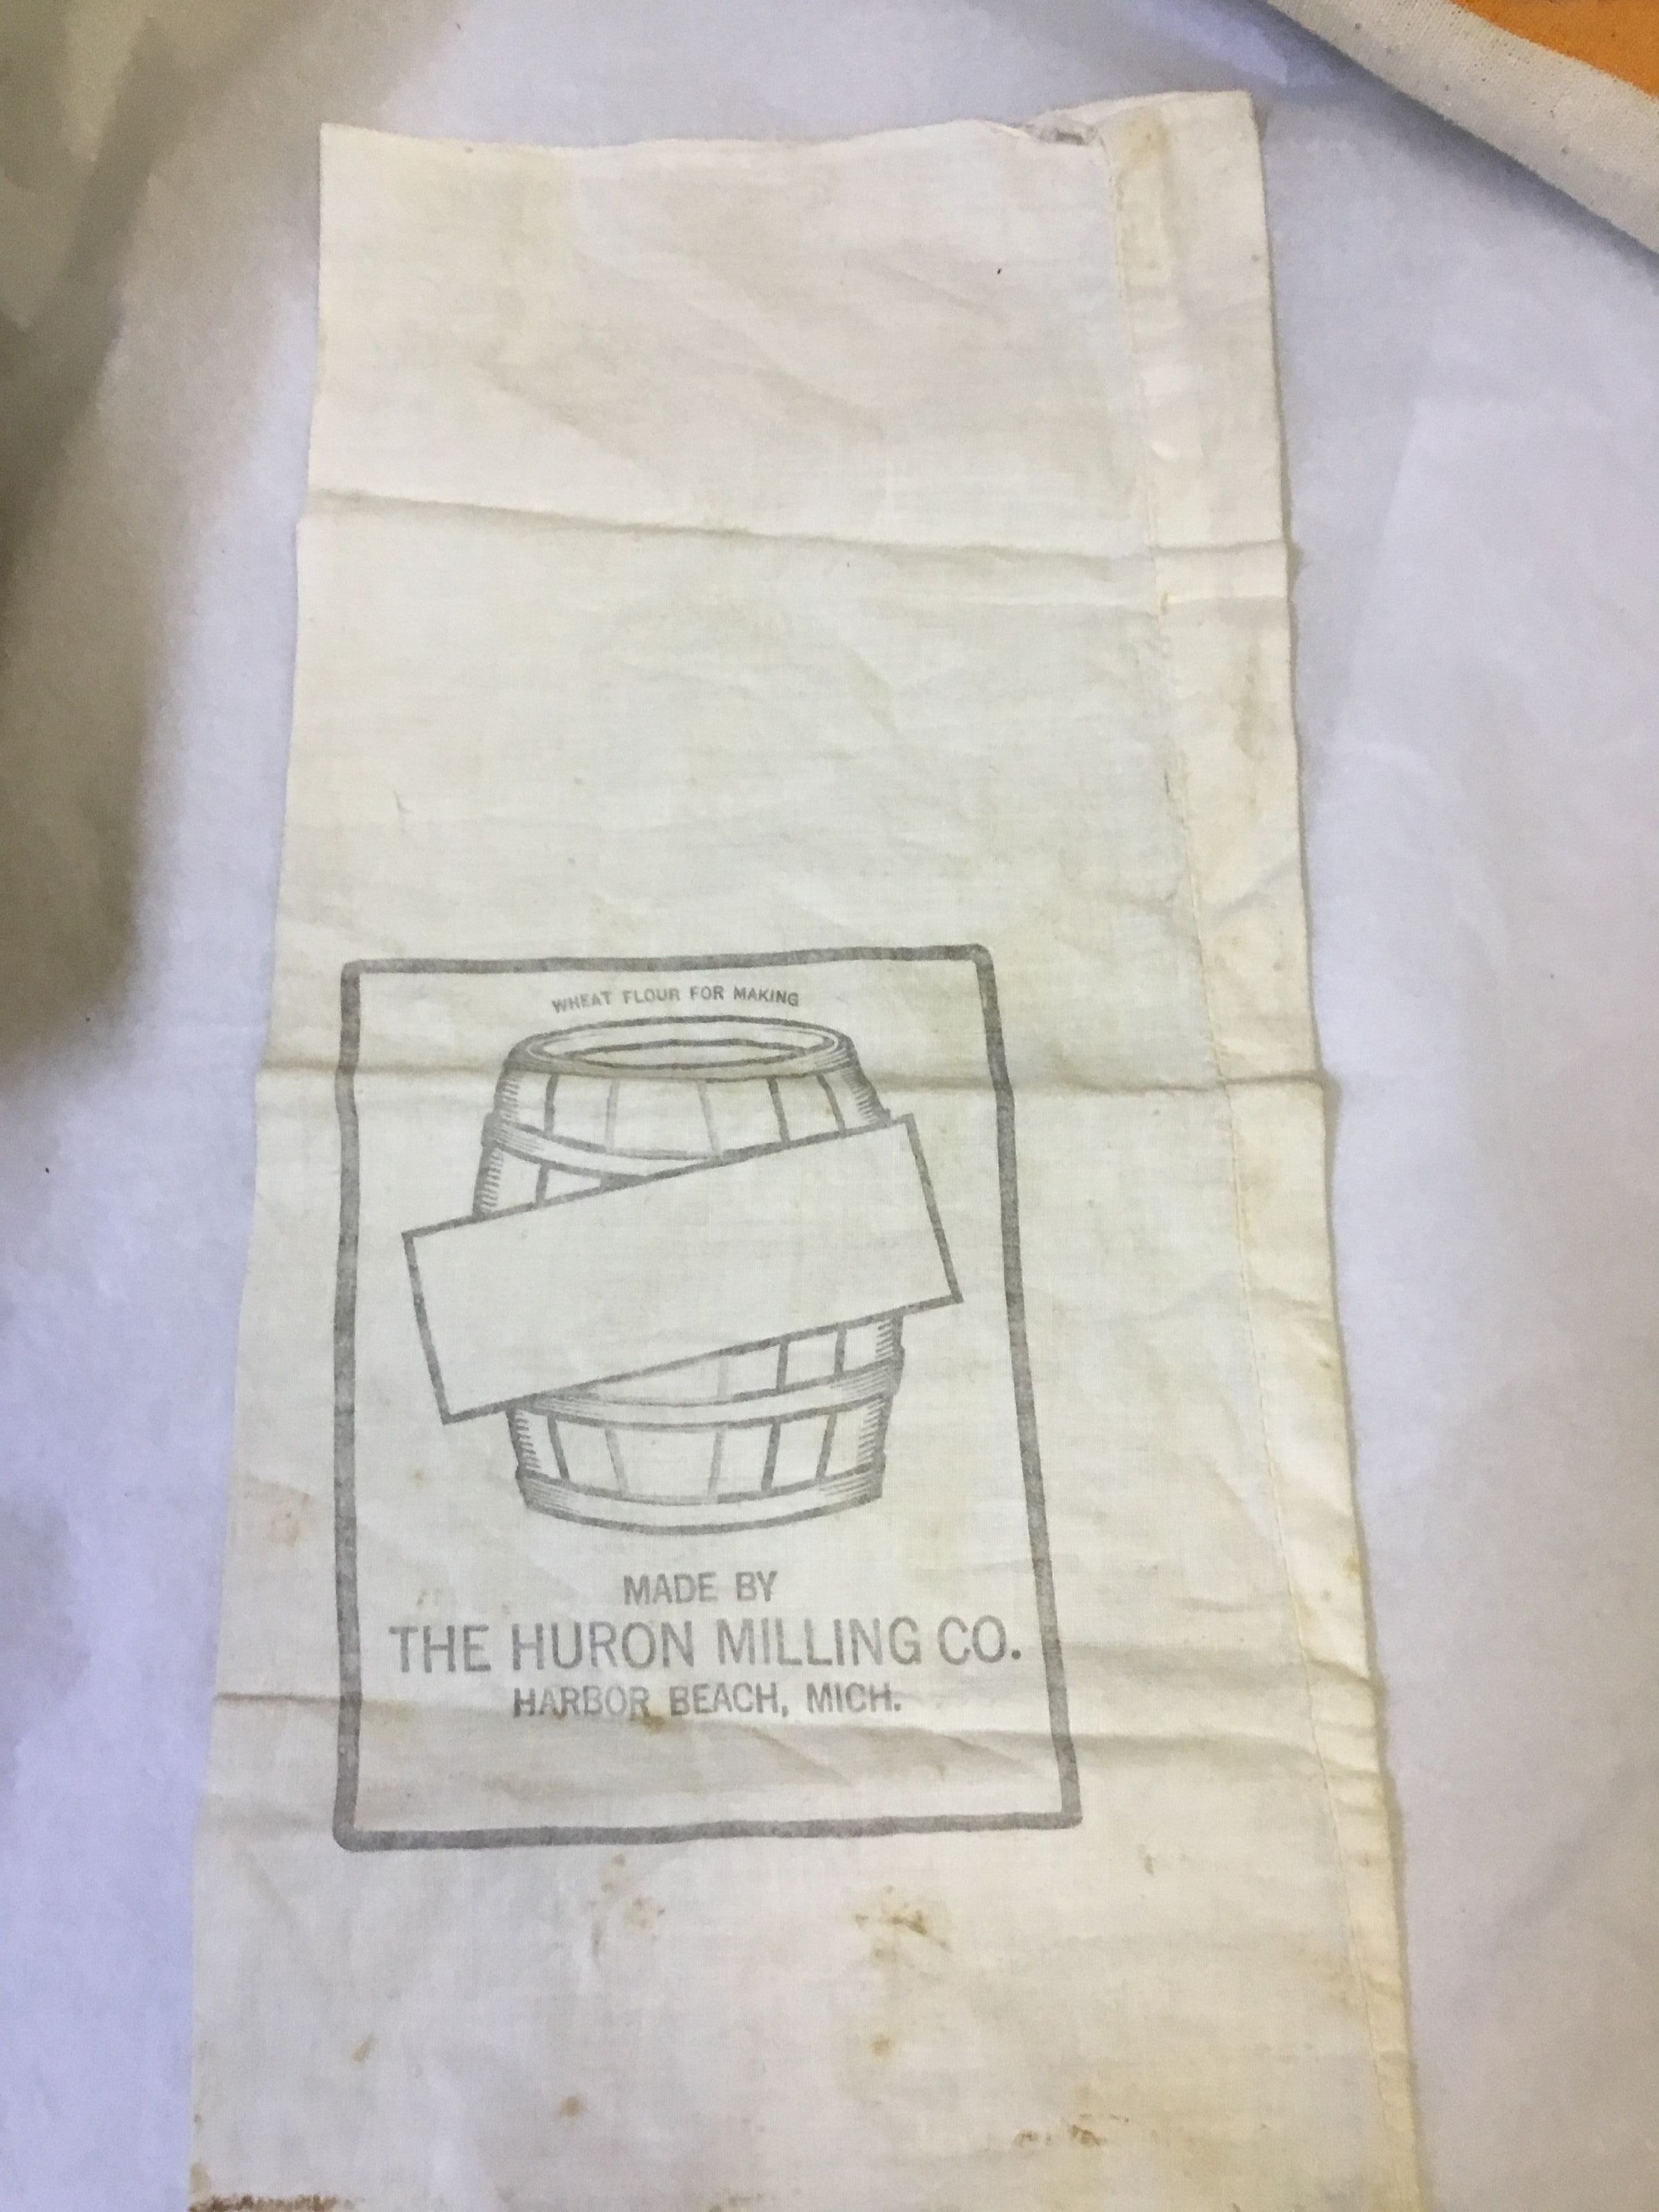 WHEAT FLOUR FOR MAKING
MADE BY
THE HURON MILLING CO.
HARBOR BEACH, MICH.